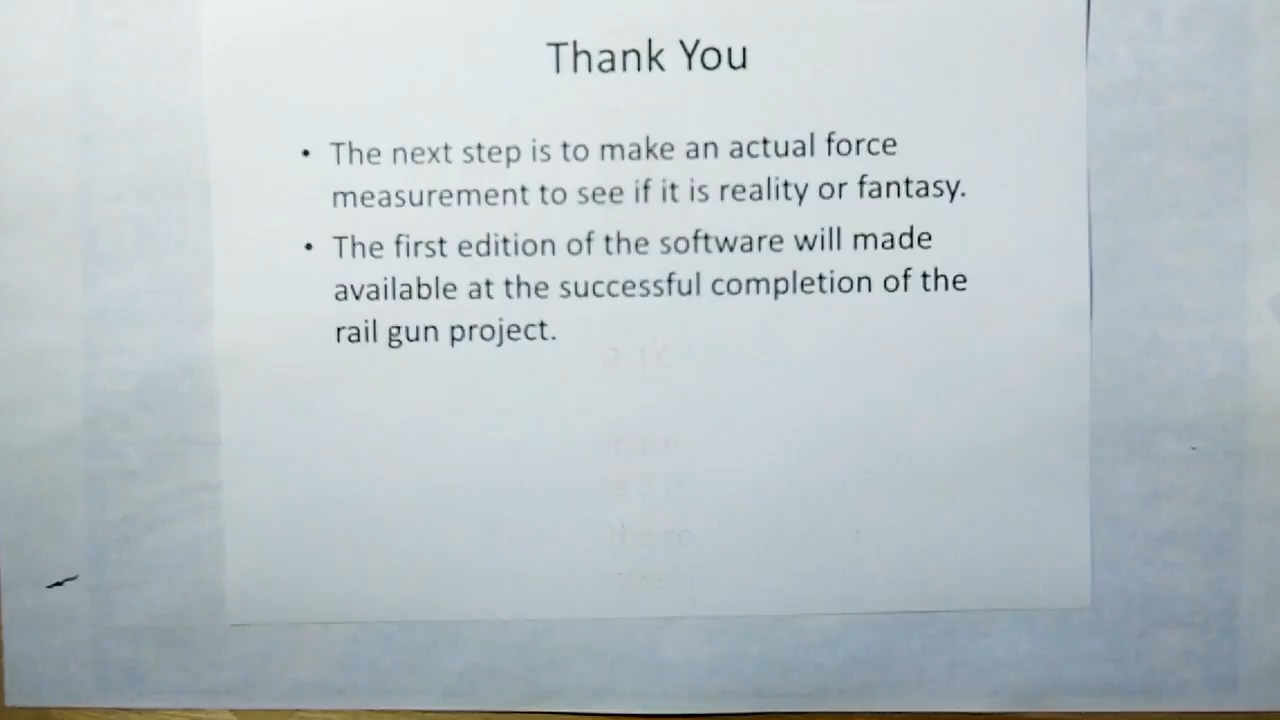 Thank You
• The next step is to make an actual force
measurement to see if it is reality or fantasy.
• The first edition of the software will made
available at the successful completion of the
rail gun project.